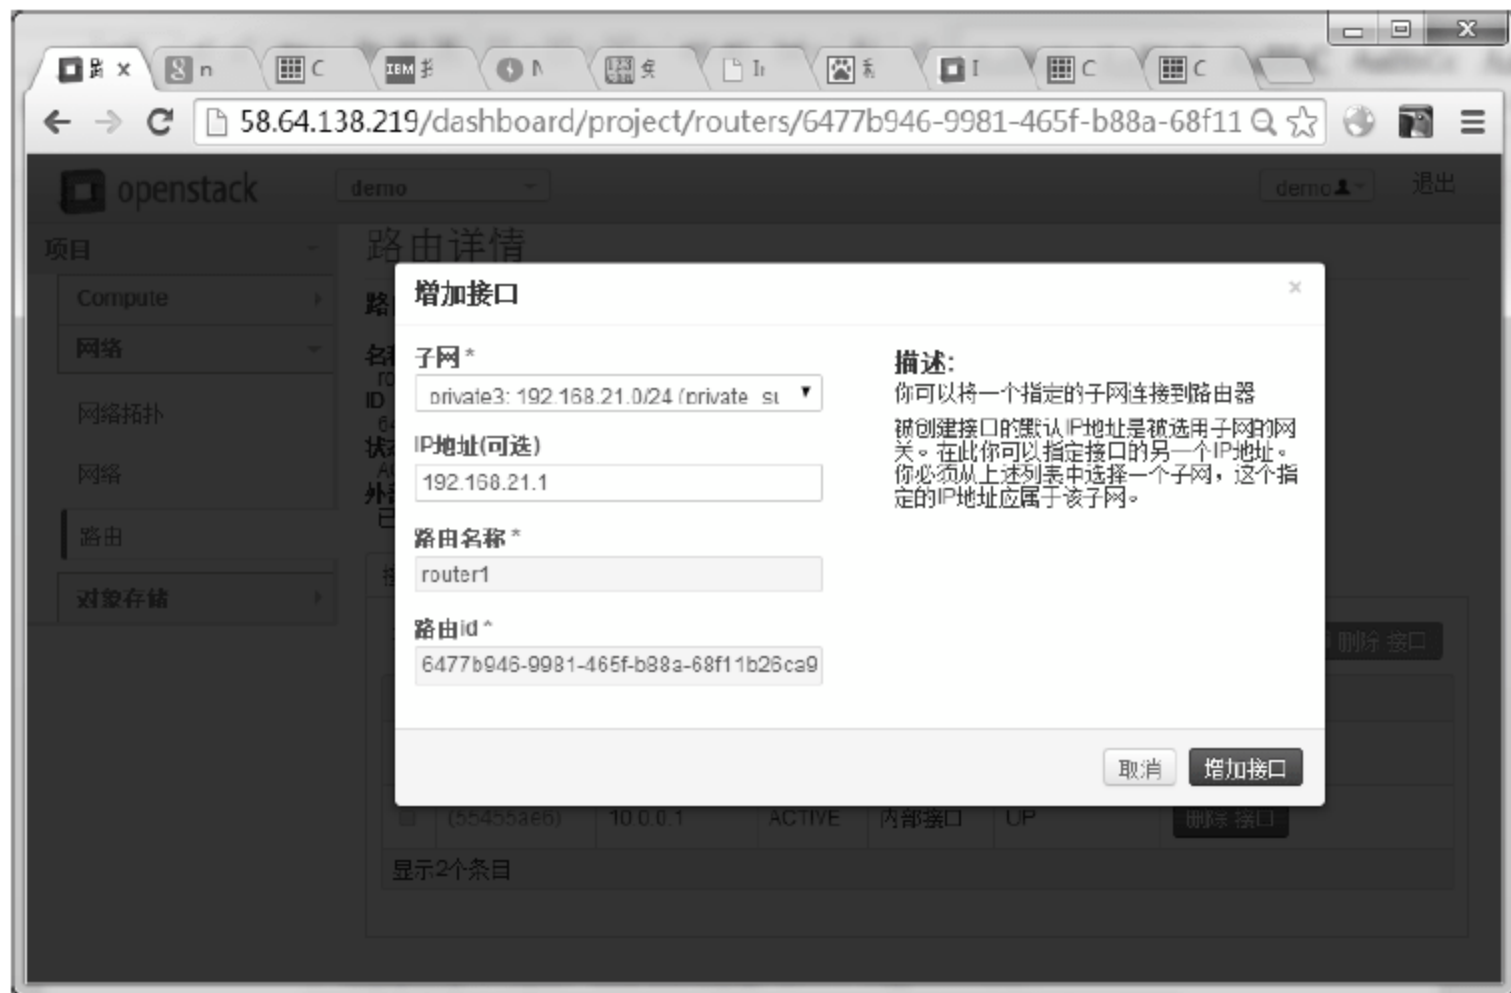 n
C
IBM
N
I
C
C
58.64.138.219/dashboard/project/routers/6477b946-9981-465f-b88a-68f11
openstack
demo
demo
退出
项目
路由详情
Compute
网络
网络拓扑
网络
路由
对象存储
增加接口
×
子网*
private3: 192.168.21.0/24 (private_su
IP地址(可选)
192.168.21.1
路由名称*
router1
路由id*
6477b946-9981-465f-b88a-68f11b26ca9
描述:
你可以将一个指定的子网连接到路由器
被创建接口的默认IP地址是被选用子网的网
关。在此你可以指定接口的另一个IP地址。
你必须从上述列表中选择一个子网，这个指
定的IP地址应属于该子网。
取消
增加接口
删除 接口
(55455ae6)
10.0.0.1
ACTIVE
内部接口
UP
删除 接口
显示2个条目